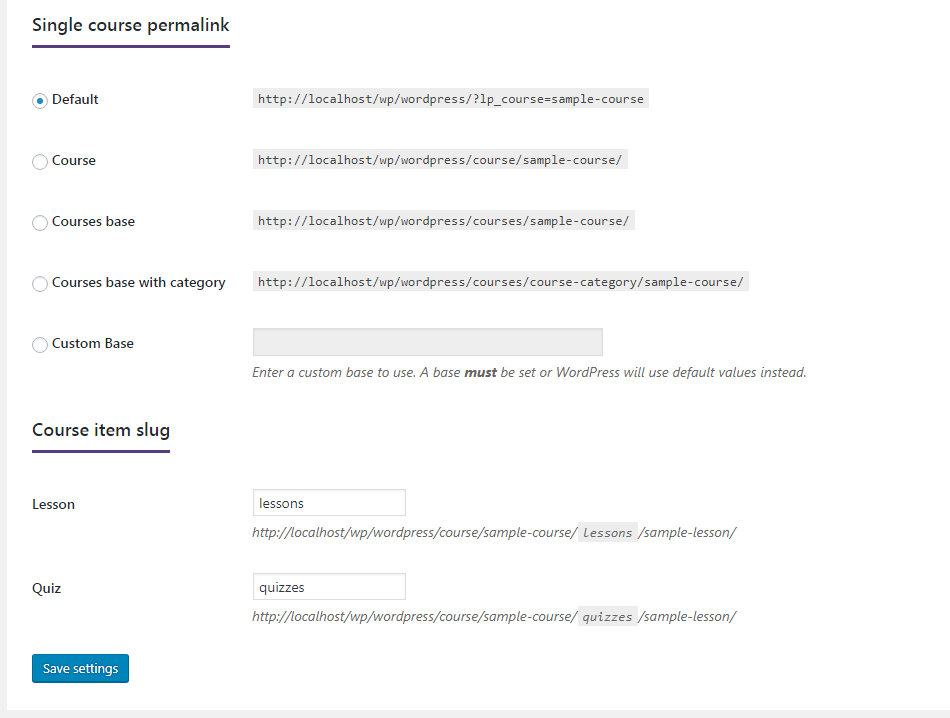 Single course permalink
Default http://localhost/wp/wordpress/?lp_course=sample-course
Course http://localhost/wp/wordpress/course/sample-course/
Courses base http://localhost/wp/wordpress/courses/sample-course/
Courses base with category http://localhost/wp/wordpress/courses/course-category/sample-course/
Custom Base
Enter a custom base to use. A base must be set or WordPress will use default values instead.
Course item slug
Lesson lessons
http://localhost/wp/wordpress/course/sample-course/ lessons /sample-lesson/
Quiz quizzes
http://localhost/wp/wordpress/course/sample-course/ quizzes /sample-lesson/
Save settings